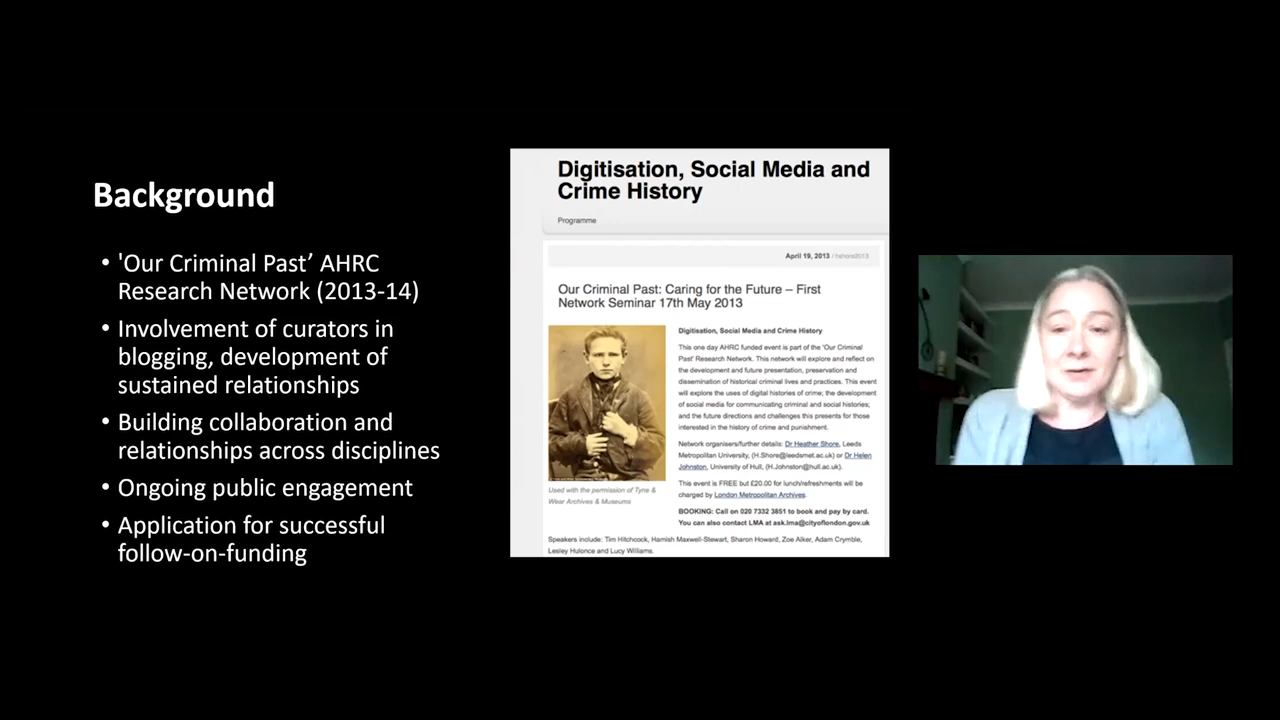 Background
• 'Our Criminal Past’ AHRC
Research Network (2013-14)
• Involvement of curators in
blogging, development of
sustained relationships
• Building collaboration and
relationships across disciplines
• Ongoing public engagement
• Application for successful
follow-on-funding
Digitisation, Social Media and
Crime History
Programme
April 19, 2013 / hshore2013
Our Criminal Past: Caring for the Future – First
Network Seminar 17th May 2013
Used with the permission of Tyne &
Wear Archives & Museums
Digitisation, Social Media and Crime History
This one day AHRC funded event is part of the 'Our Criminal
Past' Research Network. This network will explore and reflect on
the development and future presentation, preservation and
dissemination of historical criminal lives and practices. This event
will explore the uses of digital histories of crime; the development
of social media for communicating criminal and social histories;
and the future directions and challenges this presents for those
interested in the history of crime and punishment.
Network organisers/further details: Dr Heather Shore, Leeds
Metropolitan University, (H.Shore@leedsmet.ac.uk) or Dr Helen
Johnston, University of Hull, (H.Johnston@hull.ac.uk).
This event is FREE but £20.00 for lunch/refreshments will be
charged by London Metropolitan Archives.
BOOKING: Call on 020 7332 3851 to book and pay by card.
You can also contact LMA at ask.lma@cityoflondon.gov.uk
Speakers include: Tim Hitchcock, Hamish Maxwell-Stewart, Sharon Howard, Zoe Alker, Adam Crymble,
Lesley Hulonce and Lucy Williams.